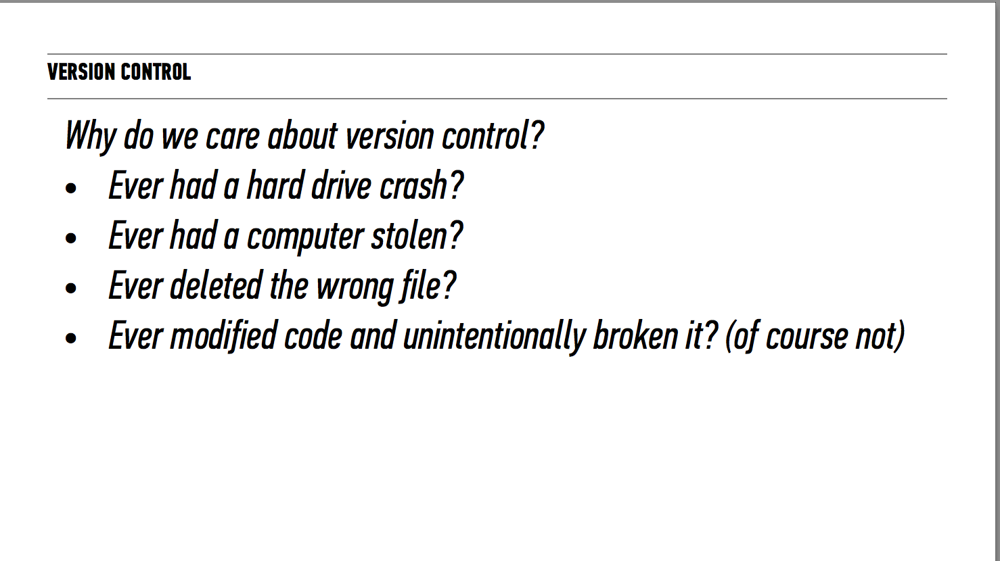 VERSION CONTROL
Why do we care about version control?
• Ever had a hard drive crash?
• Ever had a computer stolen?
• Ever deleted the wrong file?
• Ever modified code and unintentionally broken it? (of course not)